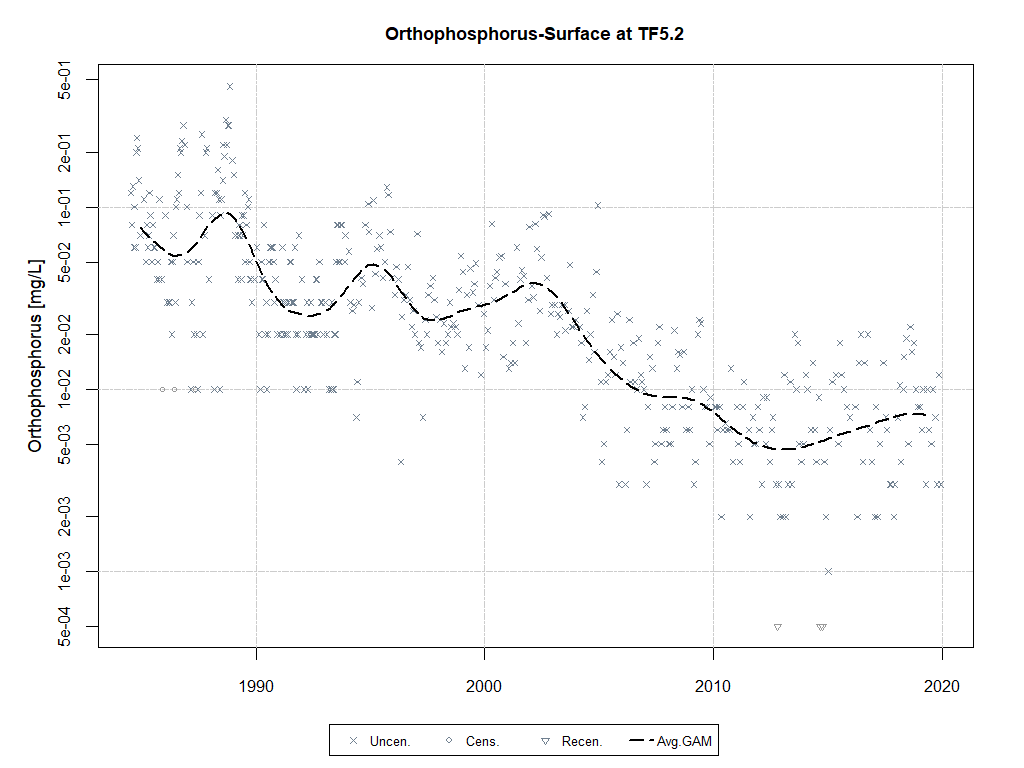 Orthophosphorus-Surface at TF5.2
Orthophosphorus [mg/L]
5e-01
2e-01
1e-01
5e-02
2e-02
1e-02
5e-03
2e-03
1e-03
5e-04
1990 2000 2010 2020
Uncen. Cens. Recen. Avg.GAM